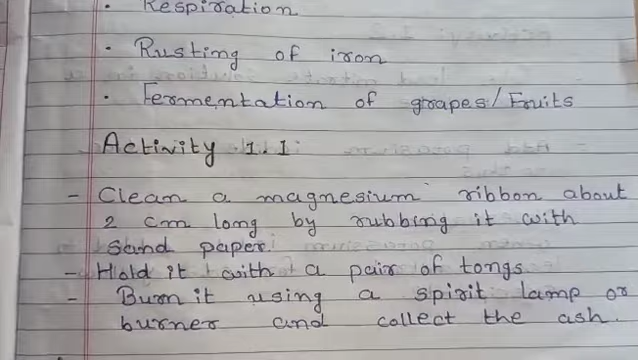 • Respiration
• Rusting of iron
• Fermentation of grapes/Fruits
Activity 1.1:
- Clean a magnesium ribbon about
2 cm long by rubbing it with
Sand paper.
- Hold it with a pair of tongs.
- Burn it using a spirit lamp or
burner and collect the ash.